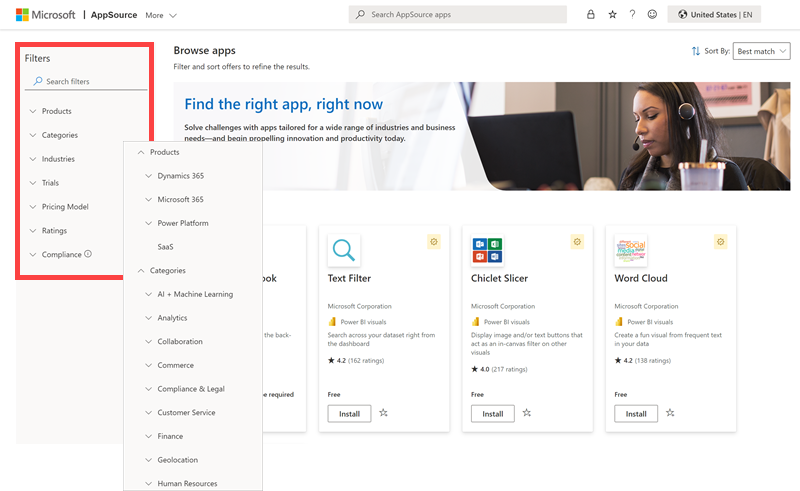 Microsoft
AppSource
More
Search AppSource apps
?
United States | EN
Filters
Search filters
Products
Categories
Industries
Trials
Pricing Model
Ratings
Compliance
Browse apps
Filter and sort offers to refine the results.
Sort By:
Best match
Find the right app, right now
Solve challenges with apps tailored for a wide range of industries and business
needs—and begin propelling innovation and productivity today.
Products
Dynamics 365
Microsoft 365
Power Platform
SaaS
Categories
AI + Machine Learning
Analytics
Collaboration
Commerce
Compliance & Legal
Customer Service
Finance
Geolocation
Human Resources
ook
the back-
e required
Text Filter
Microsoft Corporation
Power BI visuals
Search across your dataset right from
the dashboard
★ 4.2 (162 ratings)
Free
Install
Chiclet Slicer
Microsoft Corporation
Power BI visuals
Display image and/or text buttons that
act as an in-canvas filter on other
visuals
★ 4.0 (217 ratings)
Free
Install
social
media
content
Word Cloud
Microsoft Corporation
Power BI visuals
Create a fun visual from frequent text
in your data
★ 4.2 (138 ratings)
Free
Install